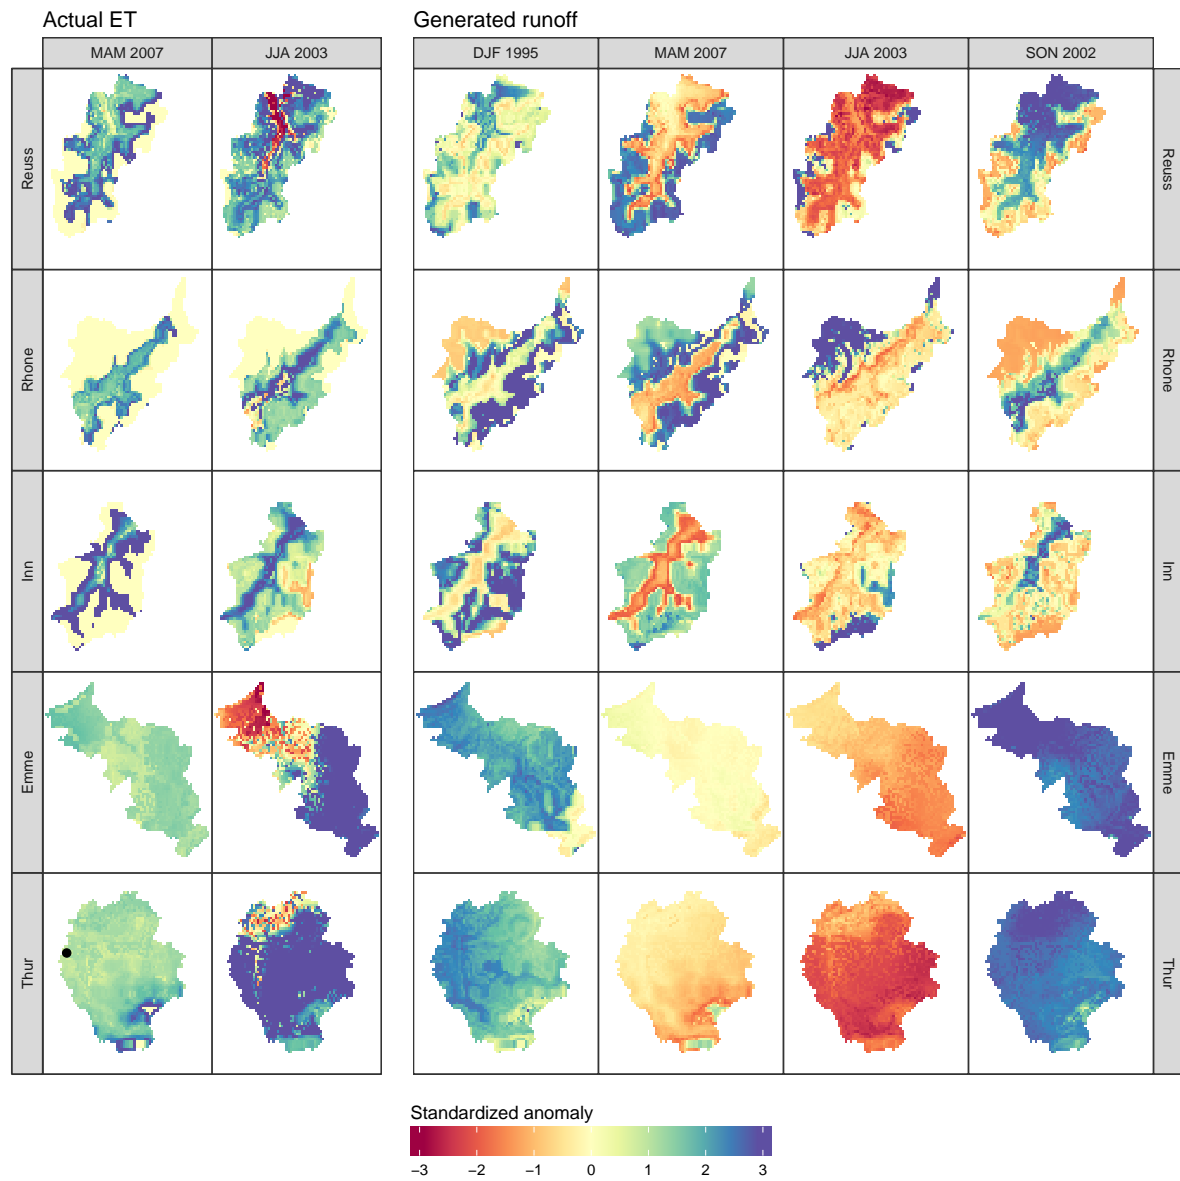 Actual ET
Generated runoff
MAM 2007
JJA 2003
DJF 1995
MAM 2007
JJA 2003
SON 2002
Reuss
Reuss
Rhone
Rhone
Inn
Inn
Emme
Emme
Thur
Thur
Standardized anomaly
−3 −2 −1 0 1 2 3